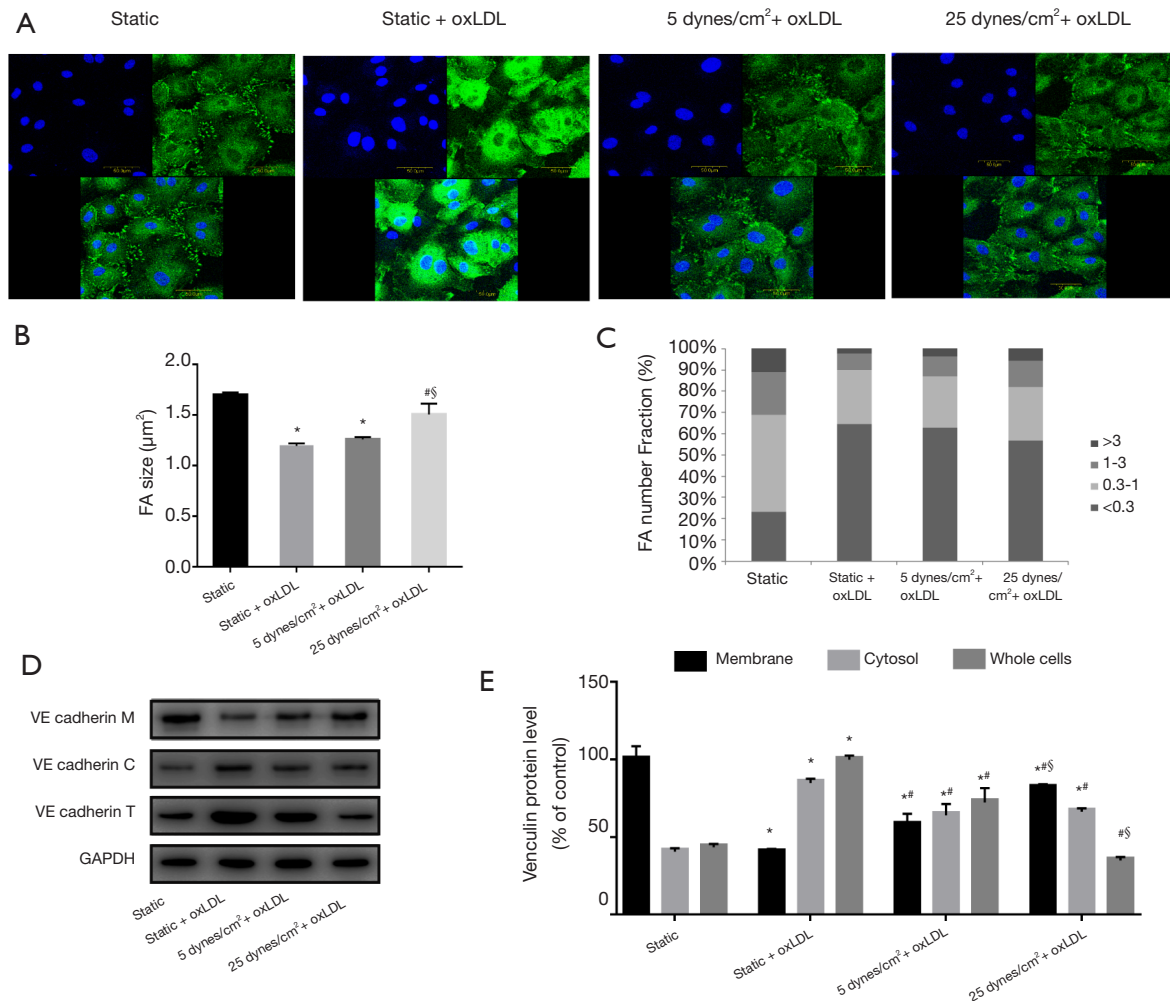 A
Static
Static + oxLDL
5 dynes/cm²+ oxLDL
25 dynes/cm²+ oxLDL
B
FA size (μm²)
2.0
1.5
1.0
0.5
0.0
*
*
#§
Static
Static + oxLDL
5 dynes/cm²+ oxLDL
25 dynes/cm²+ oxLDL
C
FA number Fraction (%)
100%
90%
80%
70%
60%
50%
40%
30%
20%
10%
0%
>3
1-3
0.3-1
<0.3
Static
Static +
oxLDL
5 dynes/cm²+
oxLDL
25 dynes/
cm²+ oxLDL
D
VE cadherin M
VE cadherin C
VE cadherin T
GAPDH
Static
Static + oxLDL
5 dynes/cm²+ oxLDL
25 dynes/cm²+ oxLDL
E
Membrane
Cytosol
Whole cells
Venculin protein level
(% of control)
150
100
50
0
*
*
*
*#
*#
*#
*#§
*#
#§
Static
Static + oxLDL
5 dynes/cm²+ oxLDL
25 dynes/cm²+ oxLDL